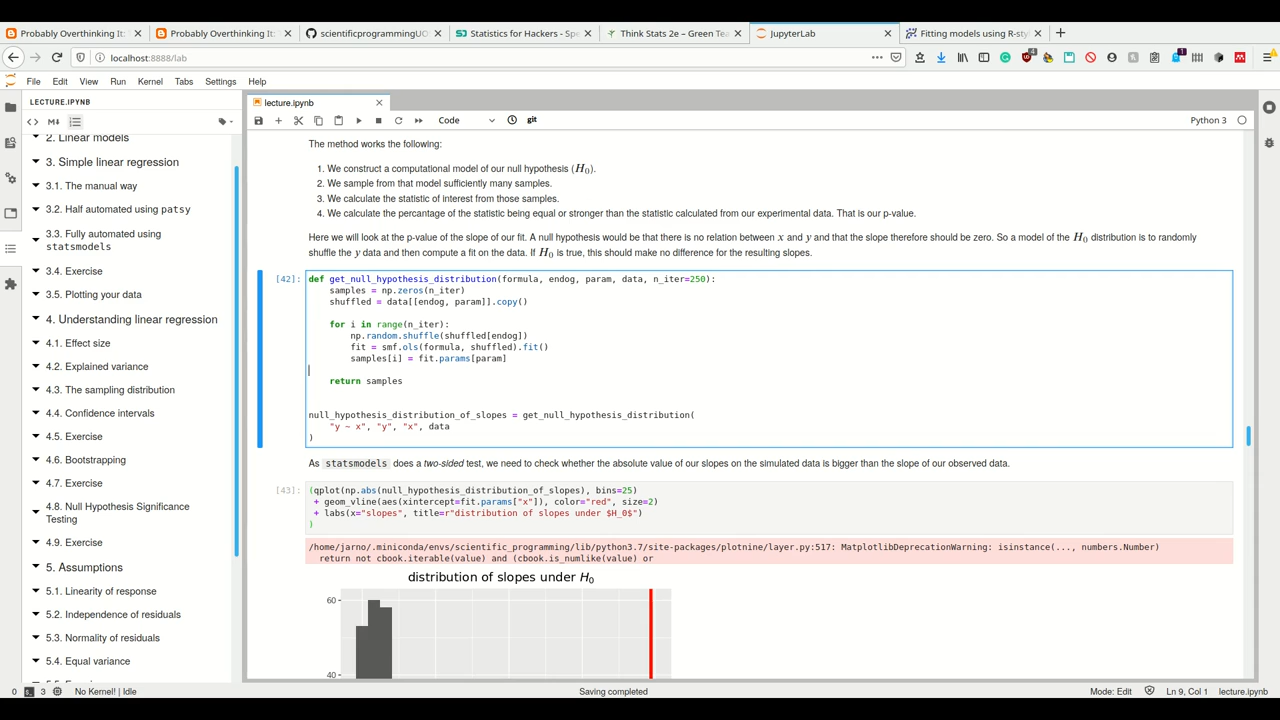 Probably Overthinking It:
Probably Overthinking It:
scientificprogrammingUO
Statistics for Hackers - Spe
Think Stats 2e – Green Tea
JupyterLab
Fitting models using R-sty
localhost:8888/lab
File Edit View Run Kernel Tabs Settings Help
LECTURE.IPYNB
lecture.ipynb
Code
git
Python 3
2. Linear models
3. Simple linear regression
3.1. The manual way
3.2. Half automated using patsy
3.3. Fully automated using
statsmodels
3.4. Exercise
3.5. Plotting your data
4. Understanding linear regression
4.1. Effect size
4.2. Explained variance
4.3. The sampling distribution
4.4. Confidence intervals
4.5. Exercise
4.6. Bootstrapping
4.7. Exercise
4.8. Null Hypothesis Significance
Testing
4.9. Exercise
5. Assumptions
5.1. Linearity of response
5.2. Independence of residuals
5.3. Normality of residuals
5.4. Equal variance
The method works the following:
1. We construct a computational model of our null hypothesis (H0).
2. We sample from that model sufficiently many samples.
3. We calculate the statistic of interest from those samples.
4. We calculate the percentage of the statistic being equal or stronger than the statistic calculated from our experimental data. That is our p-value.
Here we will look at the p-value of the slope of our fit. A null hypothesis would be that there is no relation between x and y and that the slope therefore should be zero. So a model of the H0 distribution is to randomly
shuffle the y data and then compute a fit on the data. If H0 is true, this should make no difference for the resulting slopes.
[42]: def get_null_hypothesis_distribution(formula, endog, param, data, n_iter=250):
samples = np.zeros(n_iter)
shuffled = data[[endog, param]].copy()
for i in range(n_iter):
np.random.shuffle(shuffled[endog])
fit = smf.ols(formula, shuffled).fit()
samples[i] = fit.params[param]
return samples
null_hypothesis_distribution_of_slopes = get_null_hypothesis_distribution(
"y ~ x", "y", "x", data
)
As statsmodels does a two-sided test, we need to check whether the absolute value of our slopes on the simulated data is bigger than the slope of our observed data.
[43]: (qplot(np.abs(null_hypothesis_distribution_of_slopes), bins=25)
+ geom_vline(aes(xintercept=fit.params["x"]), color="red", size=2)
+ labs(x="slopes", title=r"distribution of slopes under $H_0$")
)
/home/jarno/.miniconda/envs/scientific_programming/lib/python3.7/site-packages/plotnine/layer.py:517: MatplotlibDeprecationWarning: isinstance(..., numbers.Number)
return not cbook.iterable(value) and (cbook.is_numlike(value) or
distribution of slopes under H0
60
40
0 3 No Kernel! | Idle
Saving completed
Mode: Edit Ln 9, Col 1 lecture.ipynb